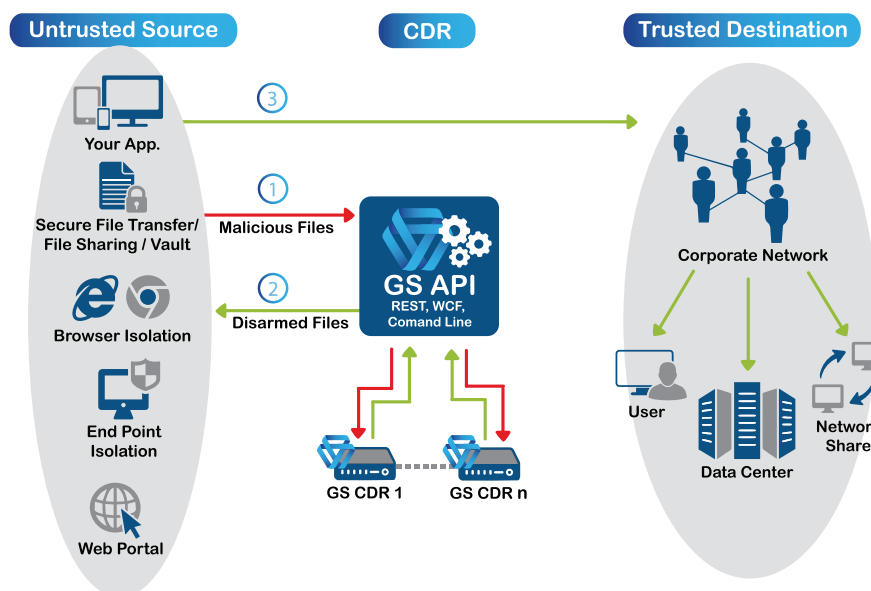 Untrusted Source
CDR
Trusted Destination
Your App.
Secure File Transfer/
File Sharing / Vault
Browser Isolation
End Point
Isolation
Web Portal
3
1
Malicious Files
2
Disarmed Files
GS API
REST, WCF,
Comand Line
GS CDR 1
GS CDR n
Corporate Network
User
Data Center
Network
Share